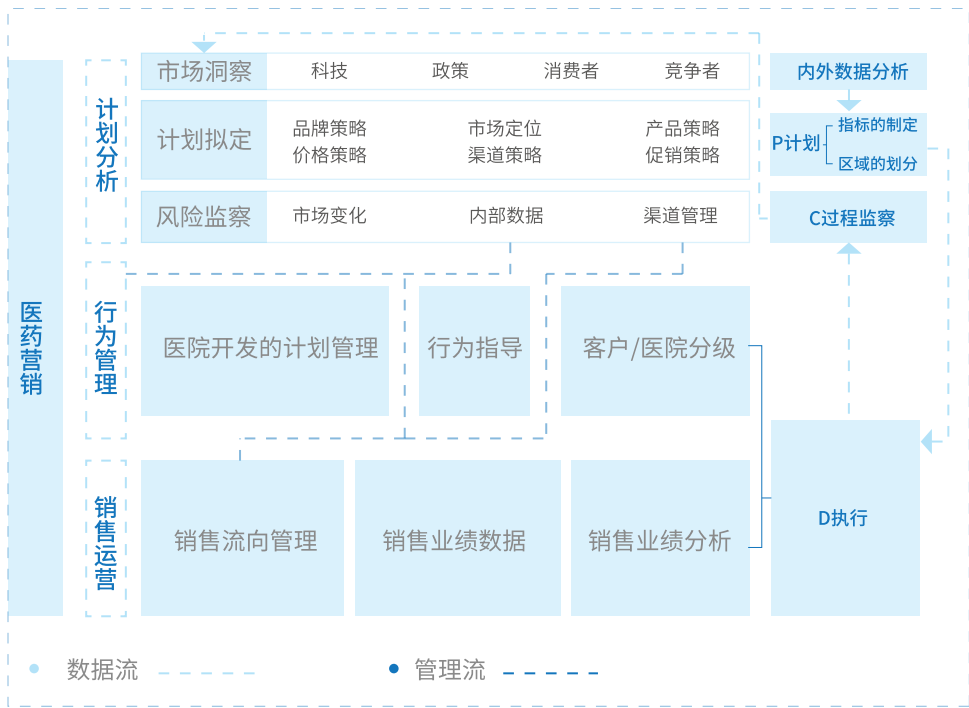 医药营销
计划分析
市场洞察 科技 政策 消费者 竞争者
计划拟定
品牌策略 市场定位 产品策略
价格策略 渠道策略 促销策略
风险监察 市场变化 内部数据 渠道管理
内外数据分析
P计划
指标的制定
区域的划分
C过程监察
行为管理
医院开发的计划管理 行为指导 客户/医院分级
销售运营
销售流向管理 销售业绩数据 销售业绩分析
D执行
数据流 管理流